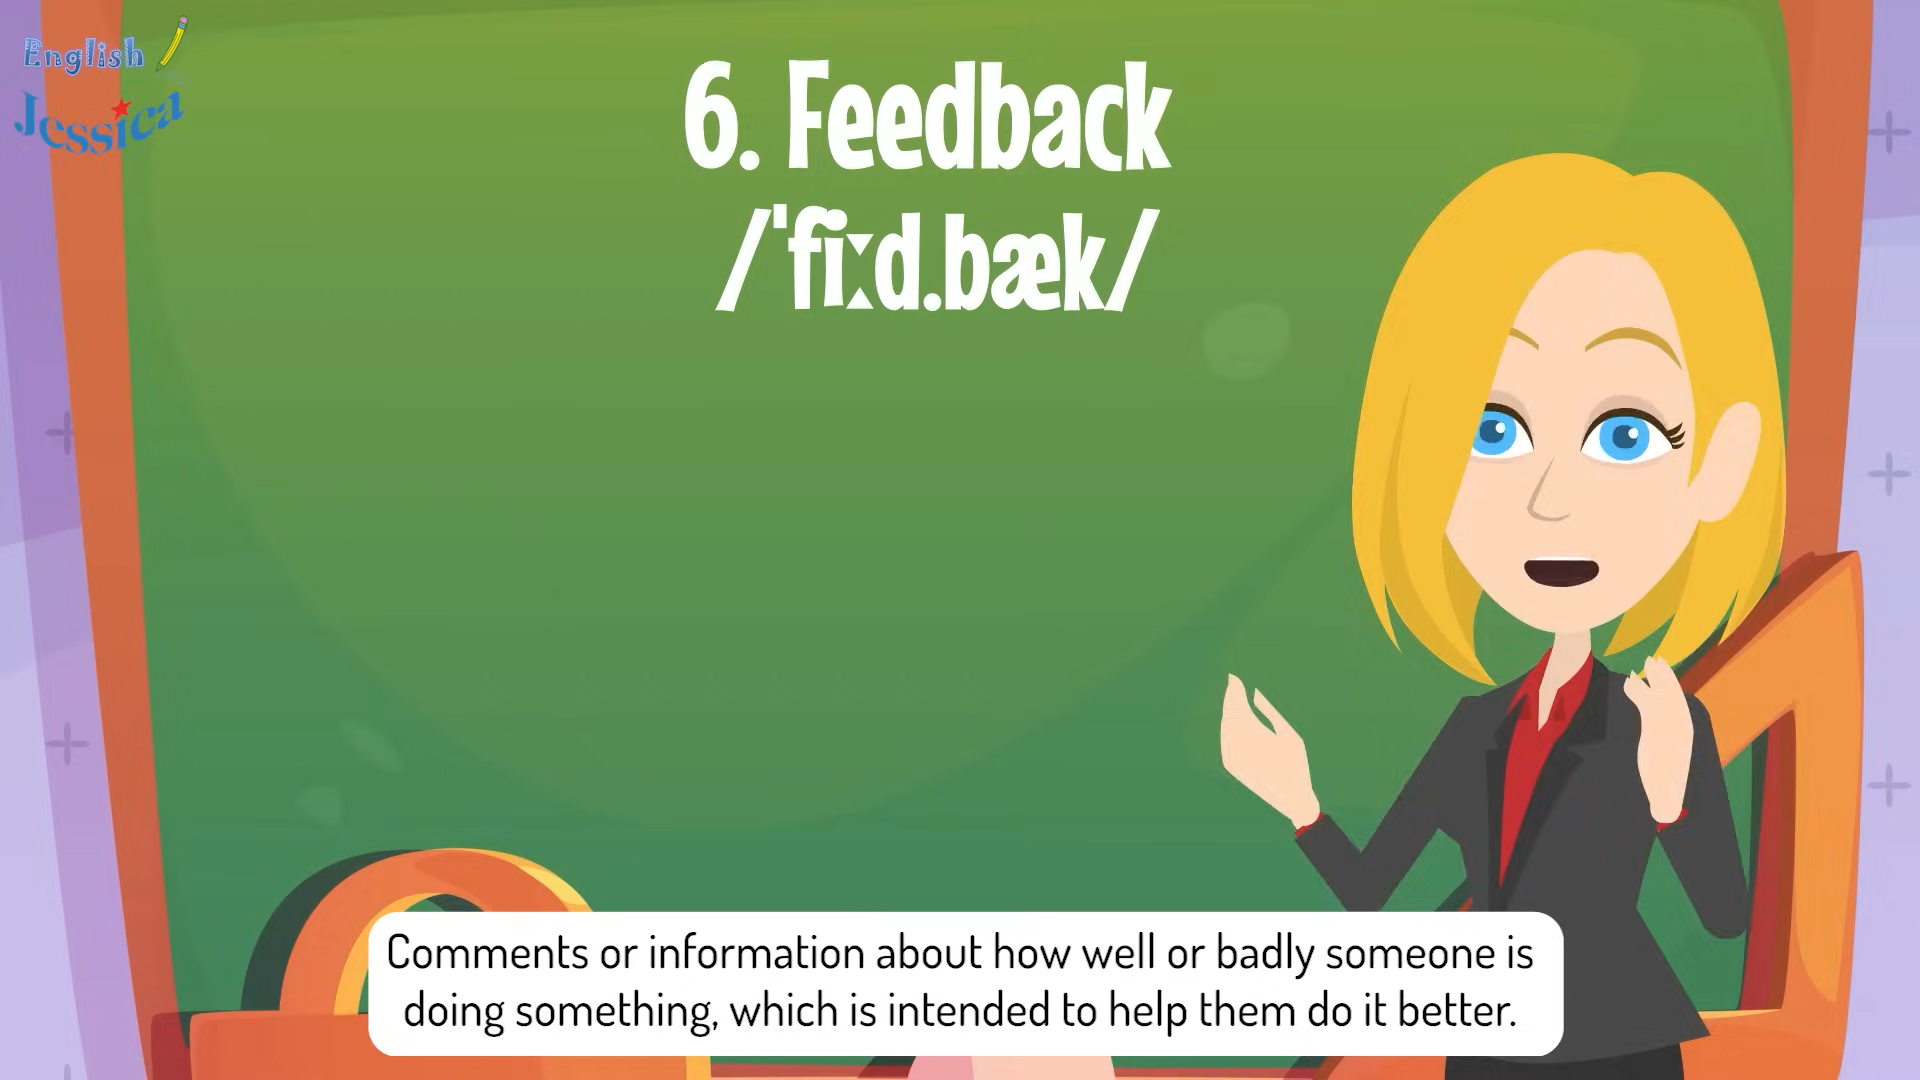 English
Jessica
6. Feedback
/ˈfiːd.bæk/
Comments or information about how well or badly someone is
doing something, which is intended to help them do it better.